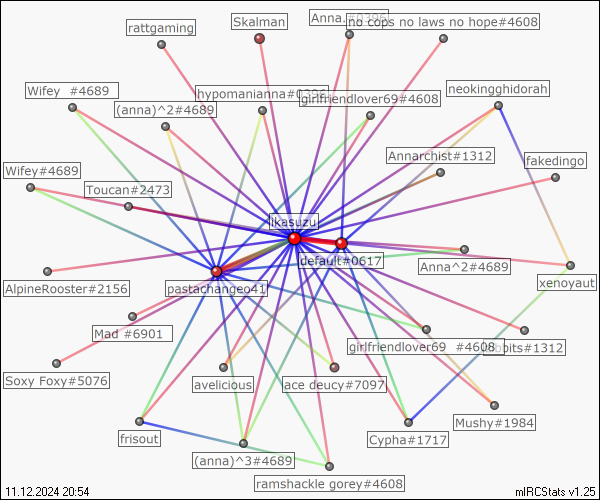 Skalman
Anna.#0396
no cops no laws no hope#4608
rattgaming
Wifey #4689
hypomanianna#0396
girlfriendlover69#4608
neokingghidorah
(anna)^2#4689
Annarchist#1312
fakedingo
Wifey#4689
Toucan#2473
ikasuzu
default#0617
Anna^2#4689
xenoyaut
AlpineRooster#2156
pastachangeo41
Mad #6901
girlfriendlover69 #4608
#1312
Soxy Foxy#5076
avelicious
ace deucy#7097
Mushy#1984
frisout
Cypha#1717
(anna)^3#4689
ramshackle gorey#4608
11.12.2024 20:54
mIRCStats v1.25